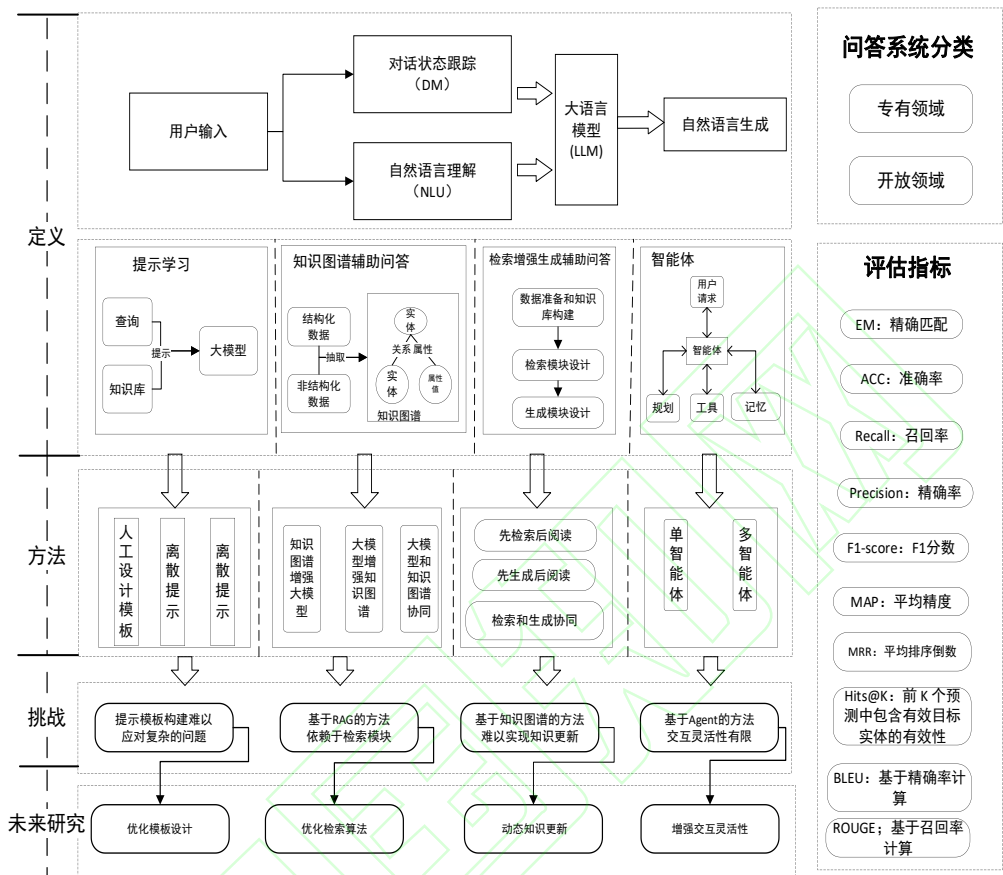 定义
用户输入
对话状态跟踪
（DM）
自然语言理解
（NLU）
大语言
模型
(LLM)
自然语言生成
提示学习
查询
知识库
提示
大模型
知识图谱辅助问答
结构化
数据
非结构化
数据
抽取
实
体
关系
属性
实
体
属性
值
知识图谱
检索增强生成辅助问答
数据准备和知识
库构建
检索模块设计
生成模块设计
智能体
用户
请求
智能体
规划
工具
记忆
方法
人工设计模板
离散提示
离散提示
知识
图谱
增强
大模
型
大模
型增
强知
识图
谱
大模
型和
知识
图谱
协同
先检索后阅读
先生成后阅读
检索和生成协同
单智能体
多智能体
挑战
提示模板构建难以
应对复杂的问题
基于RAG的方法
依赖于检索模块
基于知识图谱的方法
难以实现知识更新
基于Agent的方法
交互灵活性有限
未来研究
优化模板设计
优化检索算法
动态知识更新
增强交互灵活性
问答系统分类
专有领域
开放领域
评估指标
EM：精确匹配
ACC：准确率
Recall：召回率
Precision：精确率
F1-score：F1分数
MAP：平均精度
MRR：平均排序倒数
Hits@K：前 K 个预
测中包含有效目标
实体的有效性
BLEU：基于精确率计
算
ROUGE；基于召回率
计算